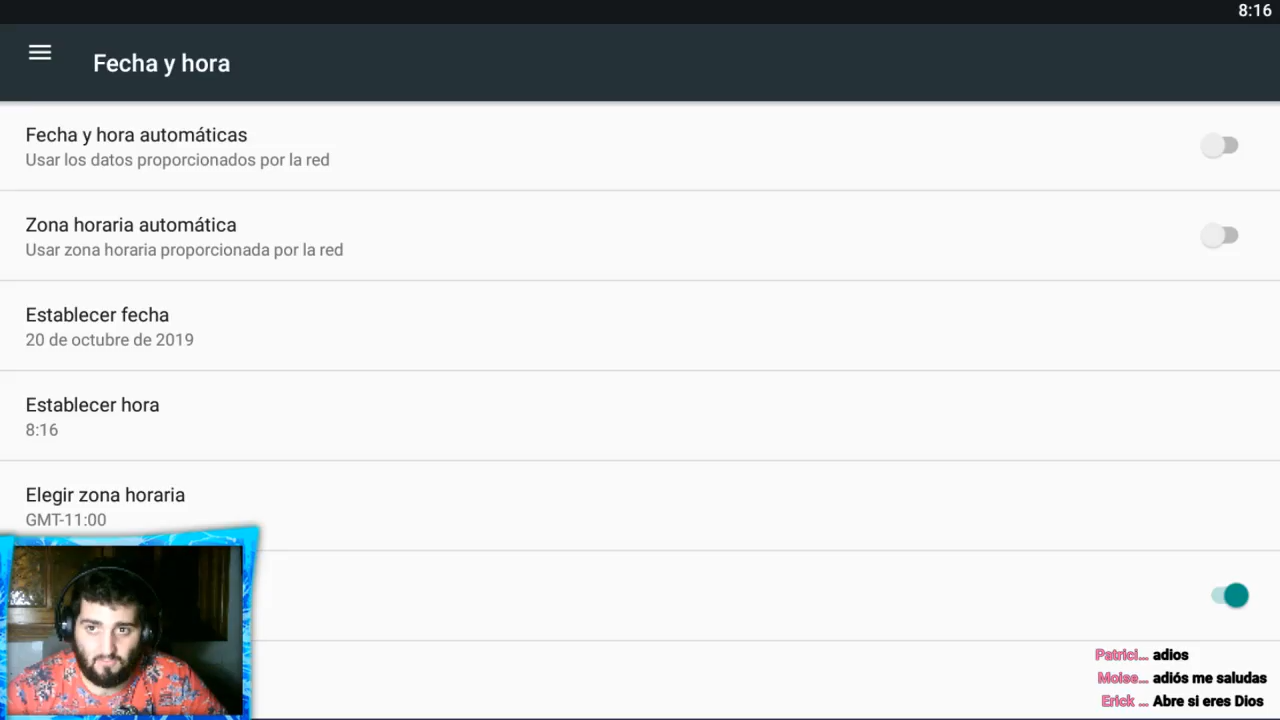 8:16
Fecha y hora
Fecha y hora automáticas
Usar los datos proporcionados por la red
Zona horaria automática
Usar zona horaria proporcionada por la red
Establecer fecha
20 de octubre de 2019
Establecer hora
8:16
Elegir zona horaria
GMT-11:00
Patrici... adios
Moise... adiós me saludas
Erick ... Abre si eres Dios